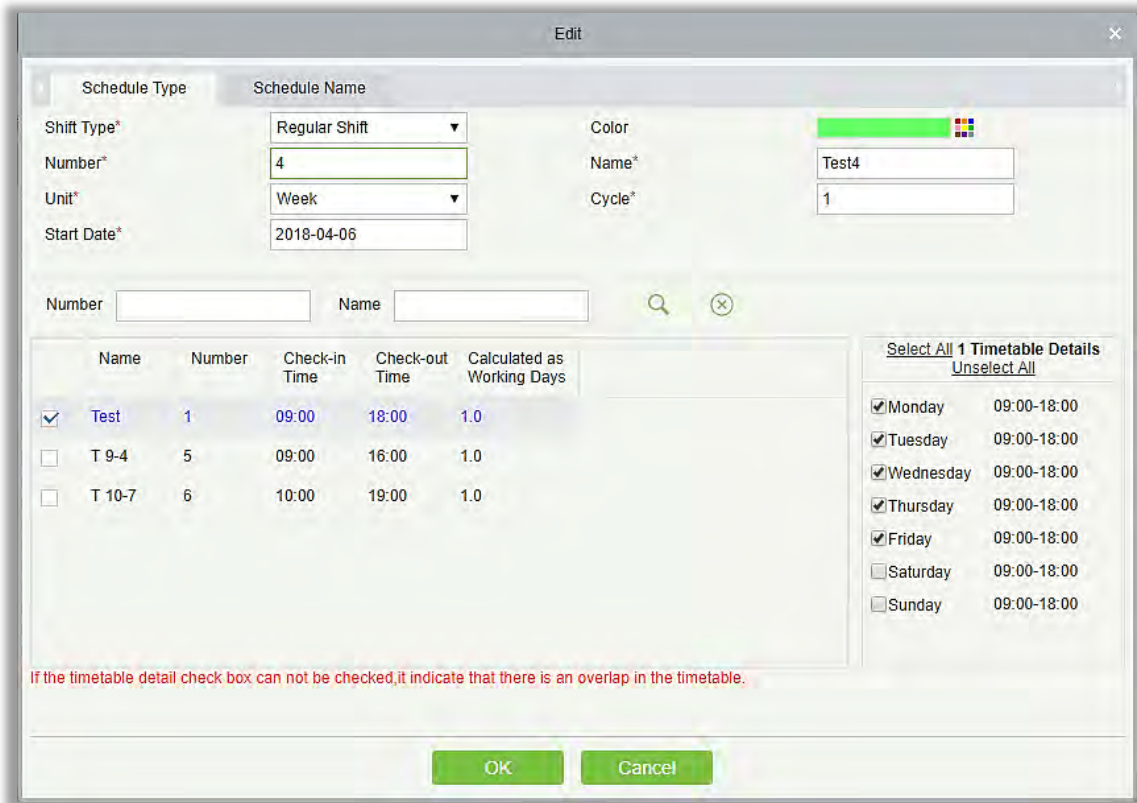 Edit
Schedule Type Schedule Name
Shift Type* Regular Shift Color
Number* 4 Name* Test4
Unit* Week Cycle* 1
Start Date* 2018-04-06
Number Name
Name Number Check-in Time Check-out Time Calculated as Working Days
Test 1 09:00 18:00 1.0
T 9-4 5 09:00 16:00 1.0
T 10-7 6 10:00 19:00 1.0
Select All 1 Timetable Details
Unselect All
Monday 09:00-18:00
Tuesday 09:00-18:00
Wednesday 09:00-18:00
Thursday 09:00-18:00
Friday 09:00-18:00
Saturday 09:00-18:00
Sunday 09:00-18:00
If the timetable detail check box can not be checked,it indicate that there is an overlap in the timetable.
OK Cancel